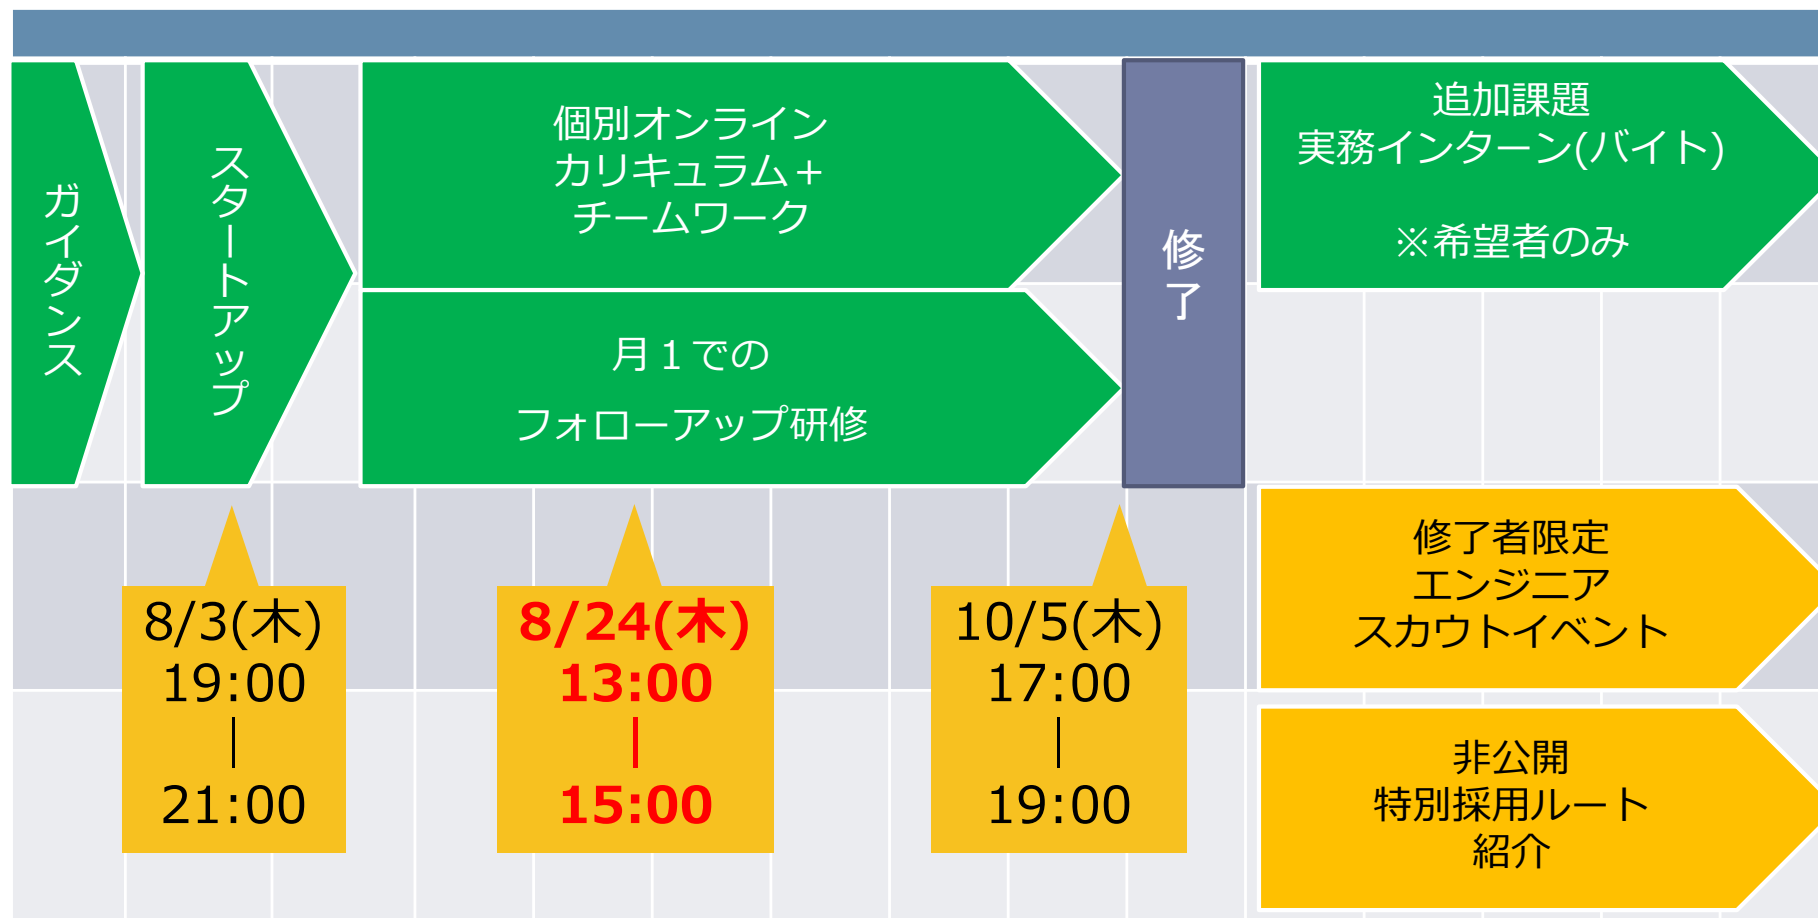 ガイダンス
スタートアップ
個別オンライン
カリキュラム＋
チームワーク
月１での
フォローアップ研修
修了
追加課題
実務インターン(バイト)
※希望者のみ
8/3(木)
19:00
｜
21:00
8/24(木)
13:00
｜
15:00
10/5(木)
17:00
｜
19:00
修了者限定
エンジニア
スカウトイベント
非公開
特別採用ルート
紹介